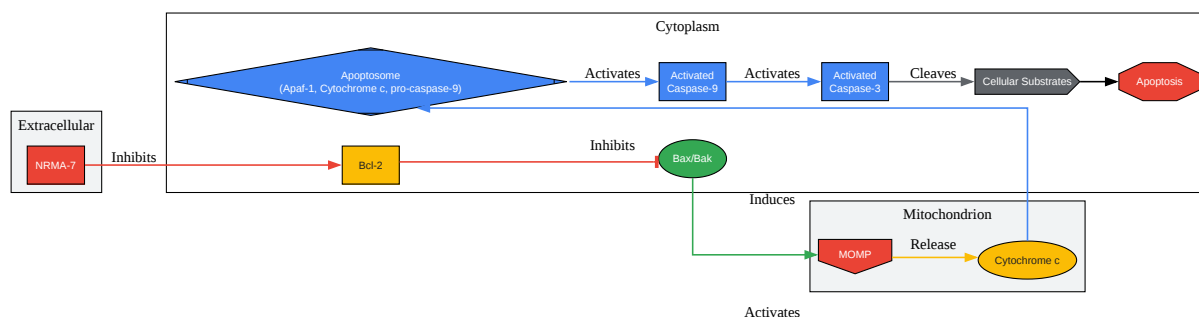 Cytoplasm
Apoptosome
(Apaf-1, Cytochrome c, pro-caspase-9)
Activates
Activated
Caspase-9
Activates
Activated
Caspase-3
Cleaves
Cellular Substrates
Apoptosis
Extracellular
NRMA-7
Inhibits
Bcl-2
Inhibits
Bax/Bak
Induces
Mitochondrion
MOMP
Release
Cytochrome c
Activates